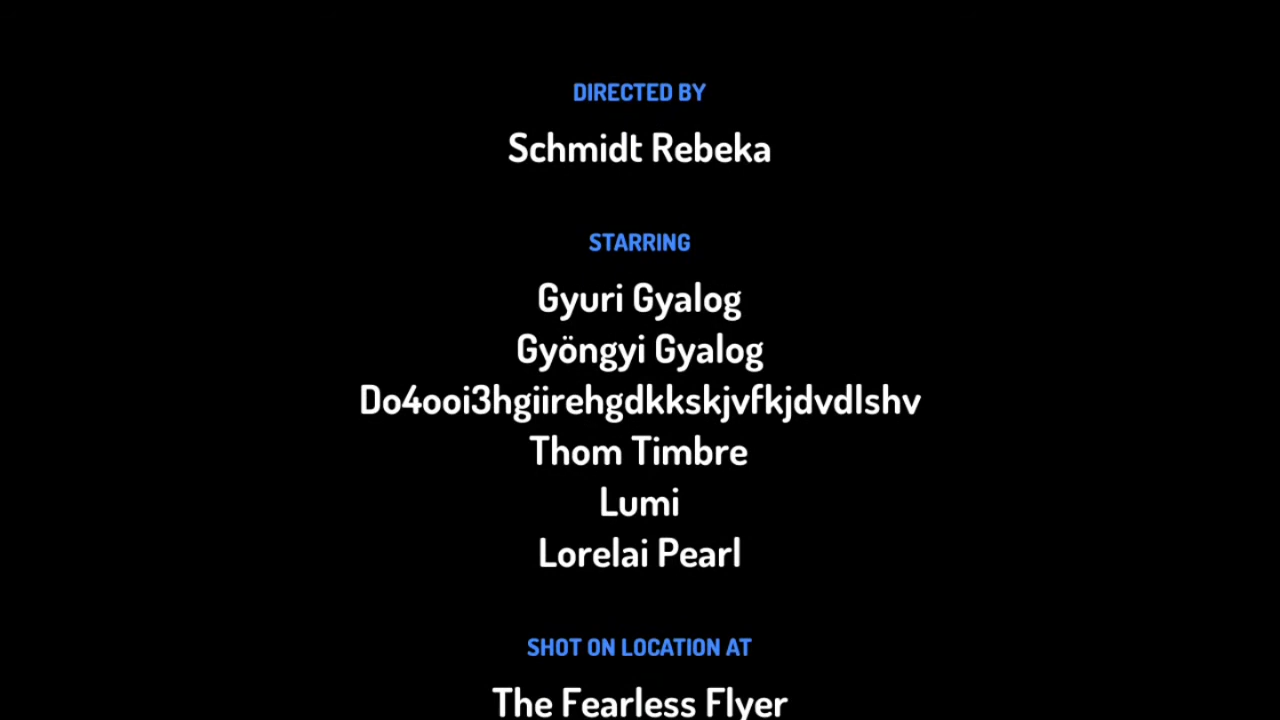 DIRECTED BY
Schmidt Rebeka
STARRING
Gyuri Gyalog
Gyöngyi Gyalog
Do4ooi3hgiirehgdkkskjvfkjdvdlshv
Thom Timbre
Lumi
Lorelai Pearl
SHOT ON LOCATION AT
The Fearless Flyer